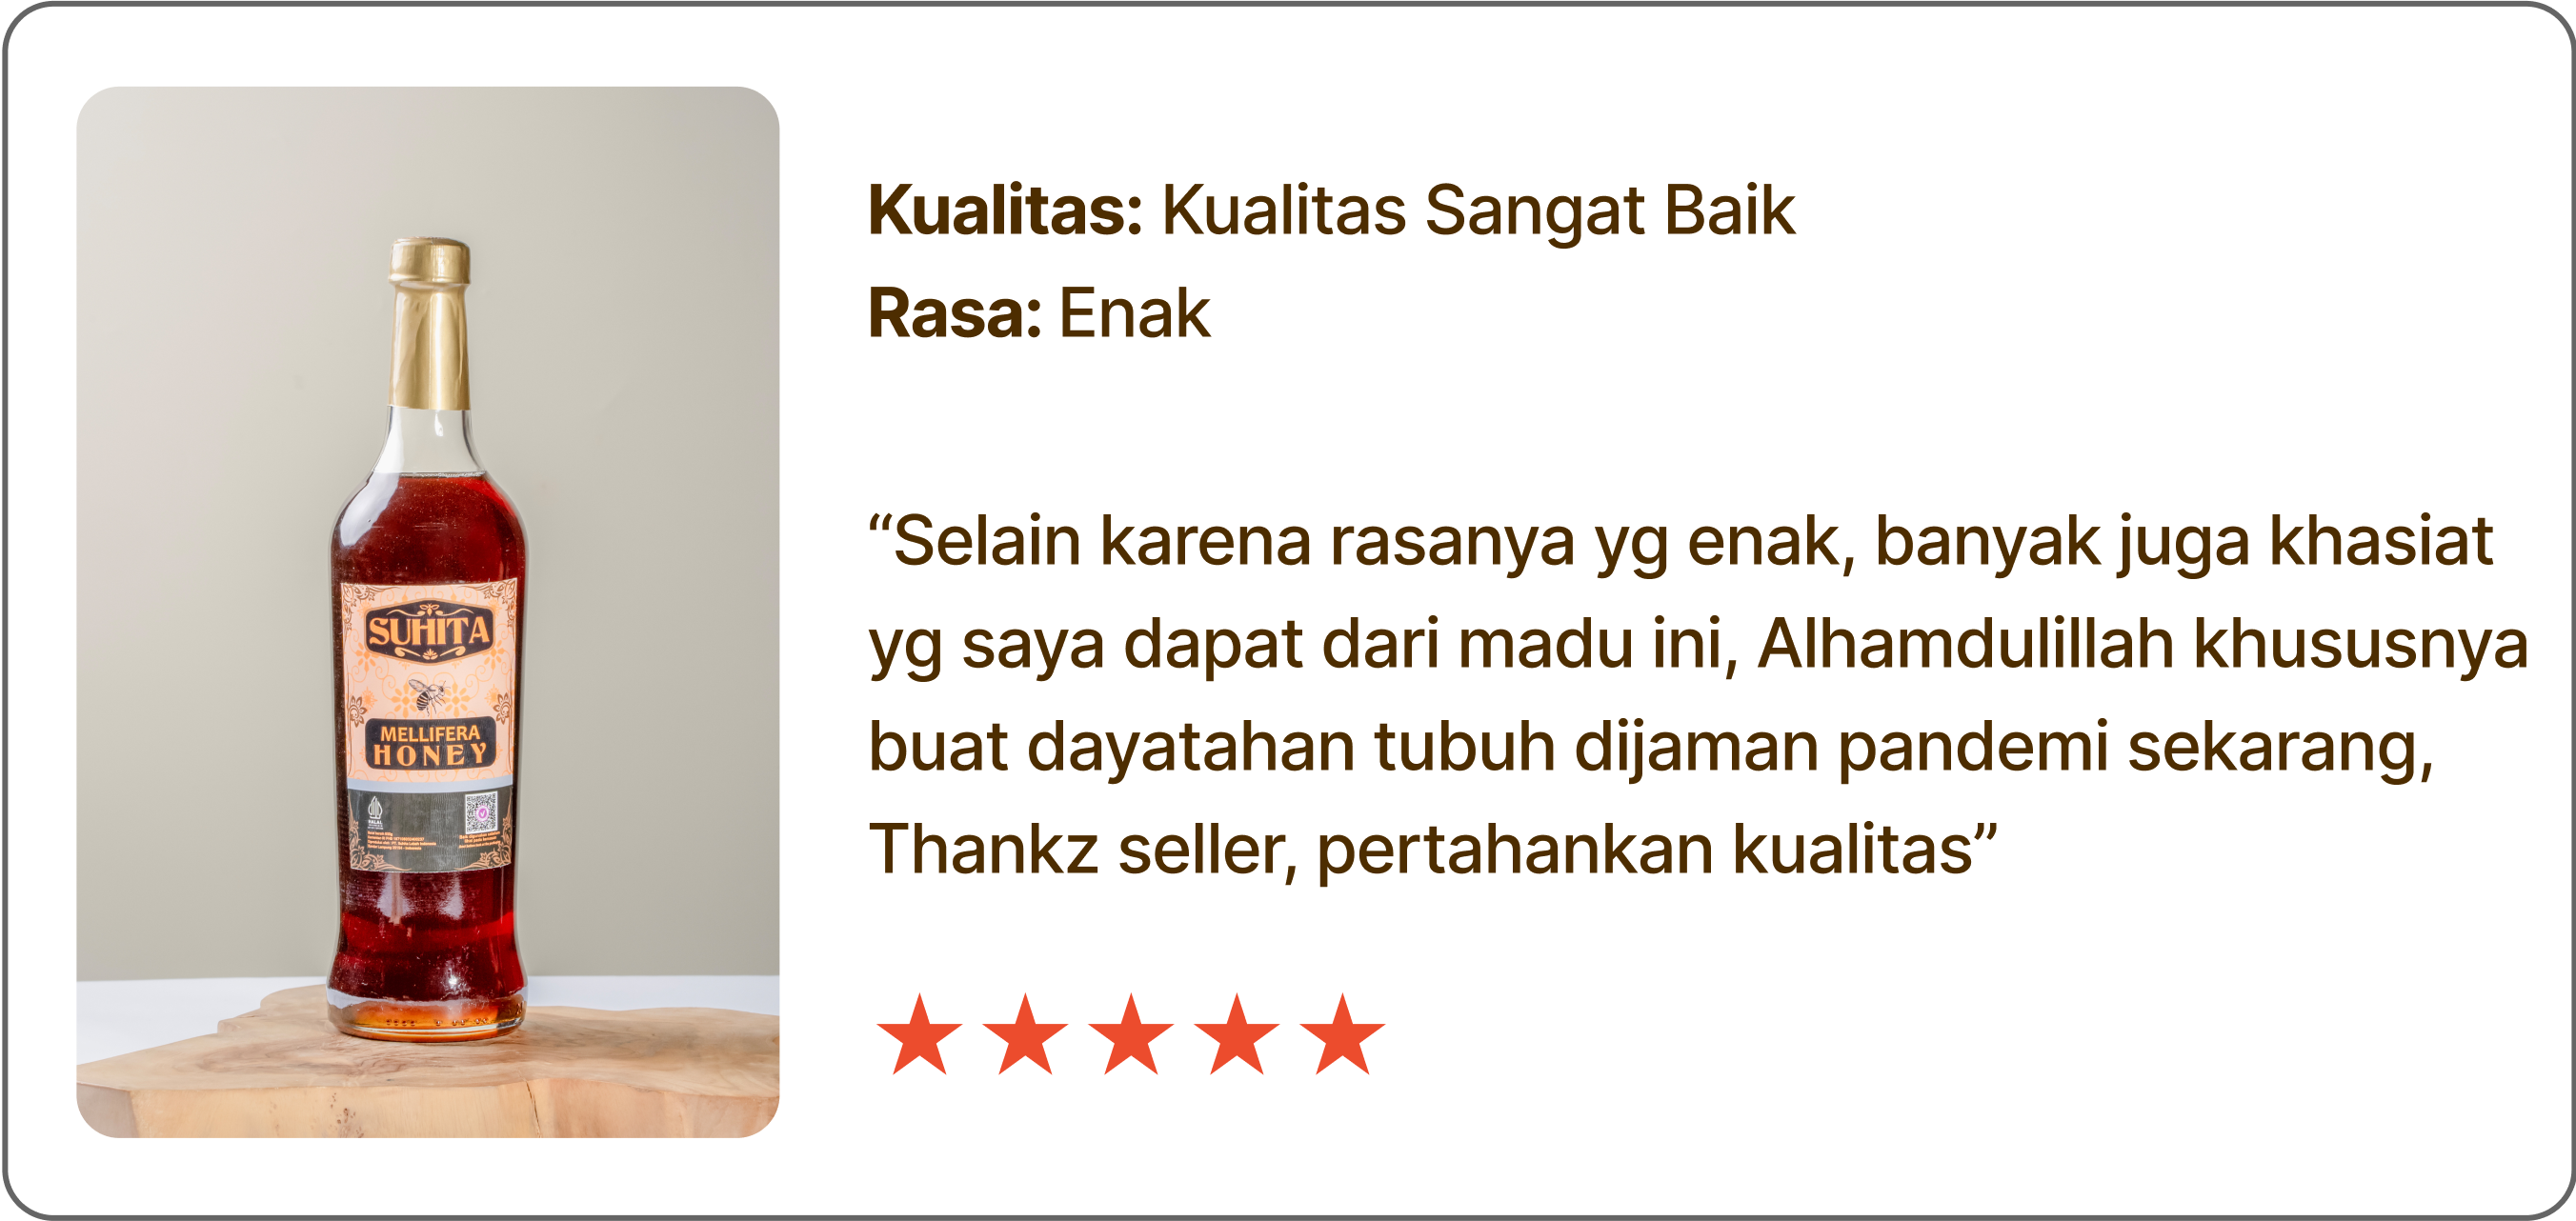 SUHITA
MELLIFERA
HONEY
HALAL
Kualitas: Kualitas Sangat Baik
Rasa: Enak
“Selain karena rasanya yg enak, banyak juga khasiat
yg saya dapat dari madu ini, Alhamdulillah khususnya
buat dayatahan tubuh dijaman pandemi sekarang,
Thankz seller, pertahankan kualitas”